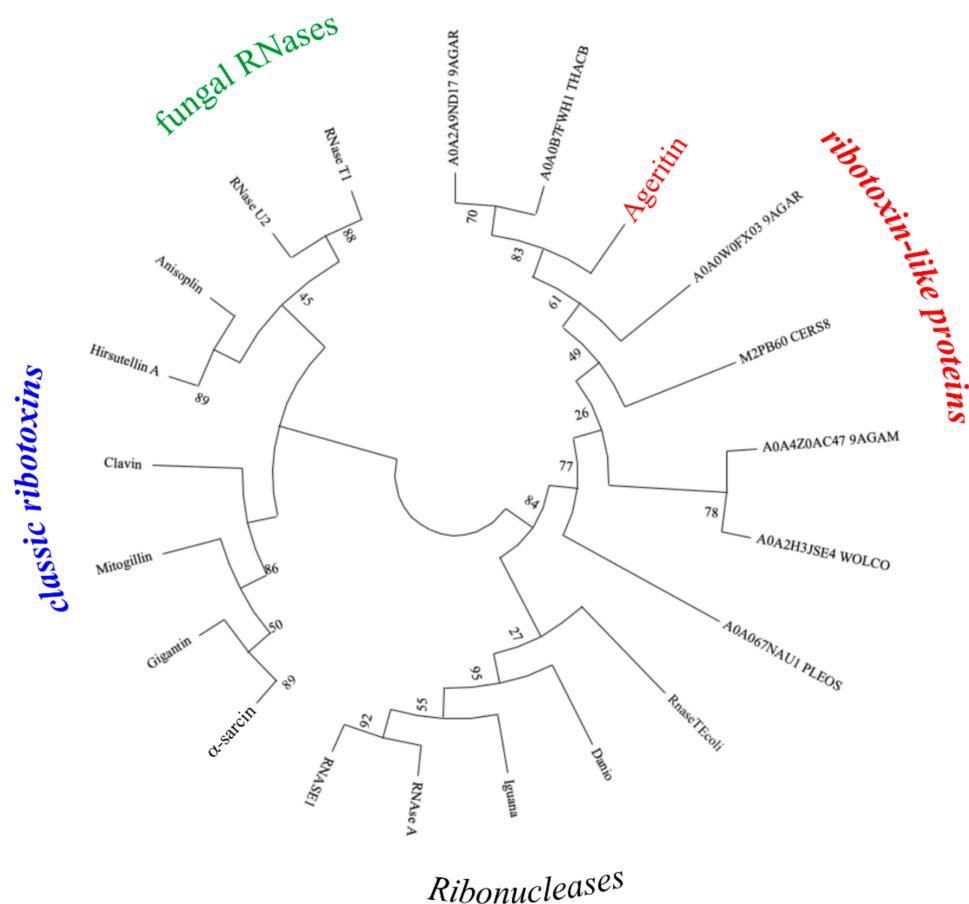 fungal RNases
RNase T1
RNase U2
Anisoplin
Hirsutellin A
classic ribotoxins
Clavin
Mitogillin
Gigantin
α-sarcin
A0A2A9ND17 9AGAR
A0A0B7FWH1 THACB
Ageritin
ribotoxin-like proteins
A0A0W0FX03 9AGAR
M2PB60 CERS8
A0A4Z0AC47 9AGAM
A0A2H3JSE4 WOLCO
A0A067NAU1 PLEOS
RnaseTEcoli
Danio
Iguana
RNAse A
RNASE1
Ribonucleases
88
45
89
86
50
89
70
83
61
49
26
77
78
84
27
95
55
92